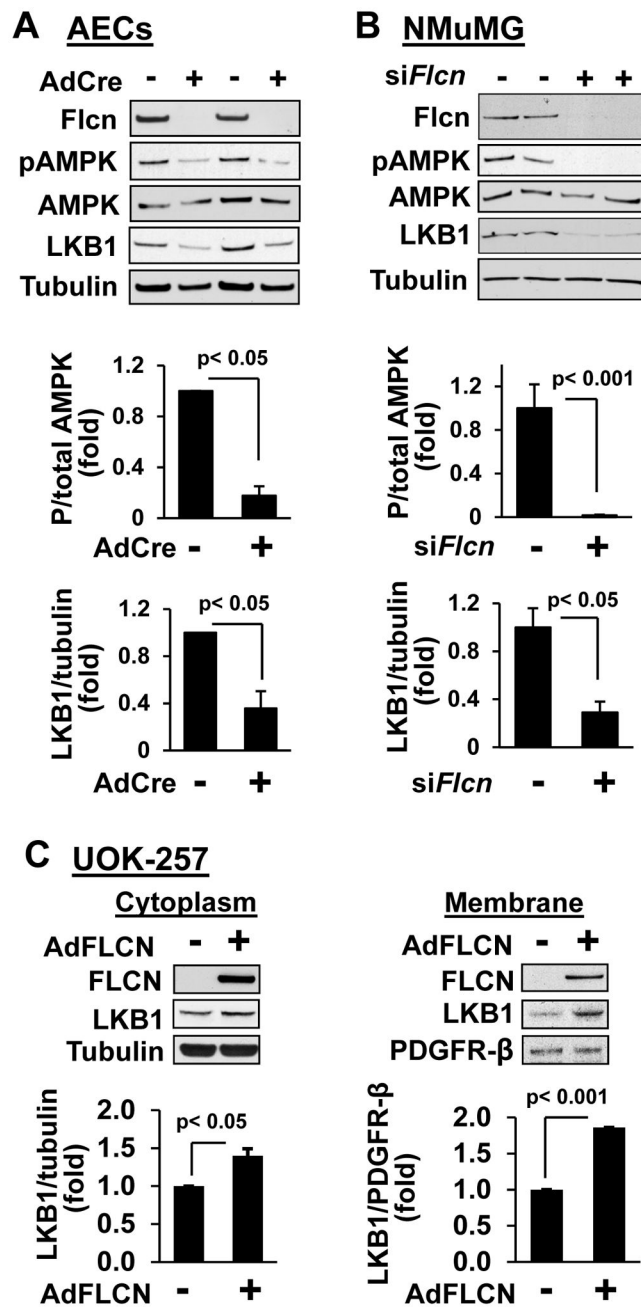 A AECs
AdCre - + - +
Flcn
pAMPK
AMPK
LKB1
Tubulin
P/total AMPK
(fold)
1.2
0.8
0.4
0
p< 0.05
AdCre - +
LKB1/tubulin
(fold)
1.2
0.8
0.4
0
p< 0.05
AdCre - +
B NMuMG
siFlcn - - + +
Flcn
pAMPK
AMPK
LKB1
Tubulin
P/total AMPK
(fold)
1.2
0.8
0.4
0
p< 0.001
siFlcn - +
LKB1/tubulin
(fold)
1.2
0.8
0.4
0
p< 0.05
siFlcn - +
C UOK-257
Cytoplasm
AdFLCN - +
FLCN
LKB1
Tubulin
LKB1/tubulin
(fold)
2.0
1.5
1.0
0.5
0.0
p< 0.05
AdFLCN - +
Membrane
AdFLCN - +
FLCN
LKB1
PDGFR-β
LKB1/PDGFR-β
(fold)
2.0
1.5
1.0
0.5
0.0
p< 0.001
AdFLCN - +